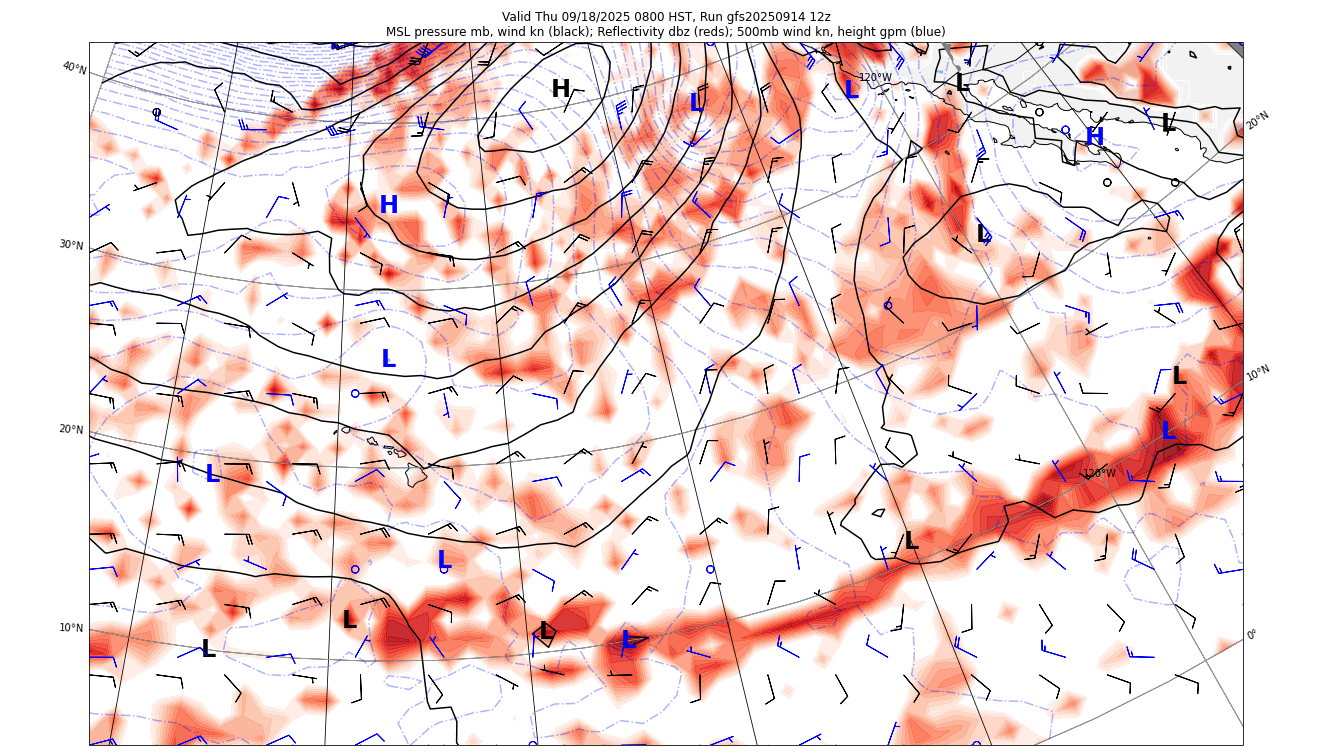 Valid Thu 09/18/2025 0800 HST, Run gfs20250914 12z
MSL pressure mb, wind kn (black); Reflectivity dbz (reds); 500mb wind kn, height gpm (blue)
40°N
120°W
H
L
L
L
L
H
20°N
H
L
30°N
L
L
10°N
20°N
L
L
120°W
L
L
L
10°N
L
L
L
L
0°